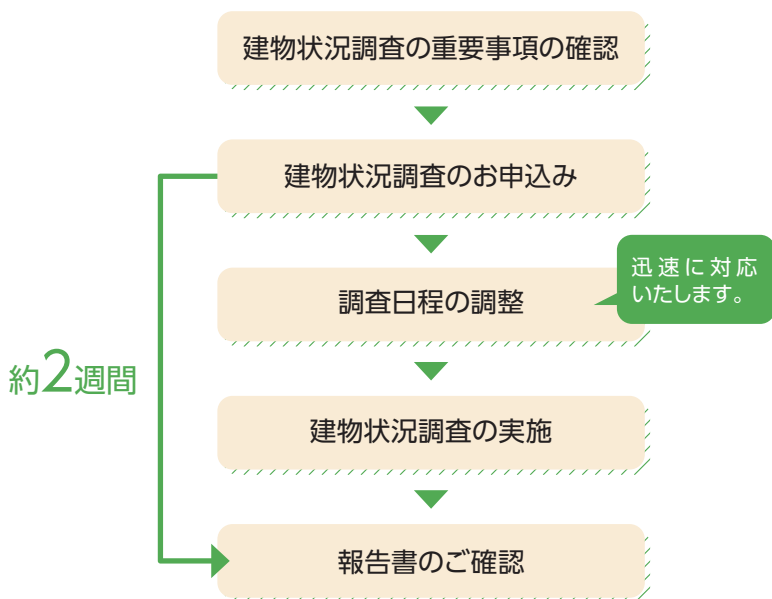 建物状況調査の重要事項の確認
建物状況調査のお申込み
迅速に対応
いたします。
調査日程の調整
約2週間
建物状況調査の実施
報告書のご確認